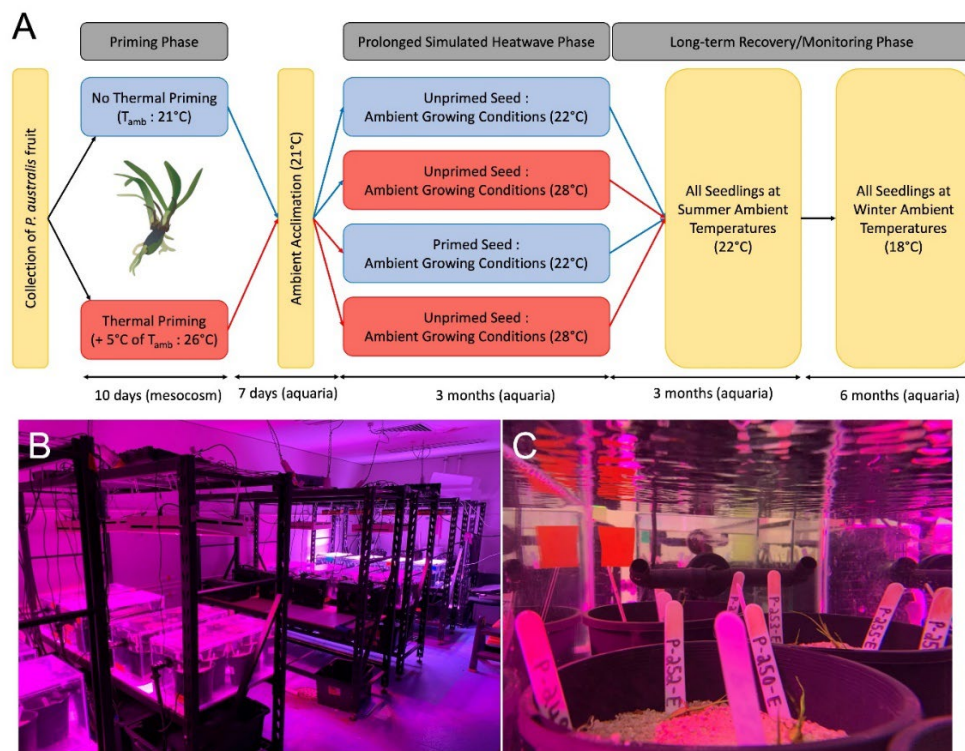 A
Priming Phase
Prolonged Simulated Heatwave Phase
Long-term Recovery/Monitoring Phase
Collection of P. australis fruit
No Thermal Priming
(Tamb : 21°C)
Thermal Priming
(+ 5°C of Tamb : 26°C)
Ambient Acclimation (21°C)
Unprimed Seed :
Ambient Growing Conditions (22°C)
Unprimed Seed :
Ambient Growing Conditions (28°C)
Primed Seed :
Ambient Growing Conditions (22°C)
Unprimed Seed :
Ambient Growing Conditions (28°C)
All Seedlings at
Summer Ambient
Temperatures
(22°C)
All Seedlings at
Winter Ambient
Temperatures
(18°C)
10 days (mesocosm)
7 days (aquaria)
3 months (aquaria)
3 months (aquaria)
6 months (aquaria)
B
C
P-252-E
P-253-E
P-250-E
P-255-E